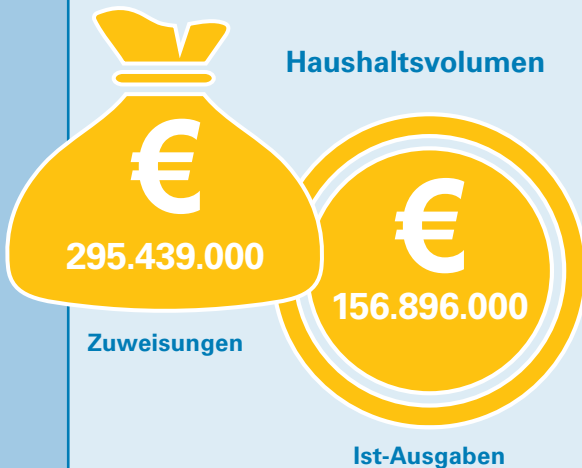 Haushaltsvolumen
€
295.439.000
Zuweisungen
€
156.896.000
Ist-Ausgaben